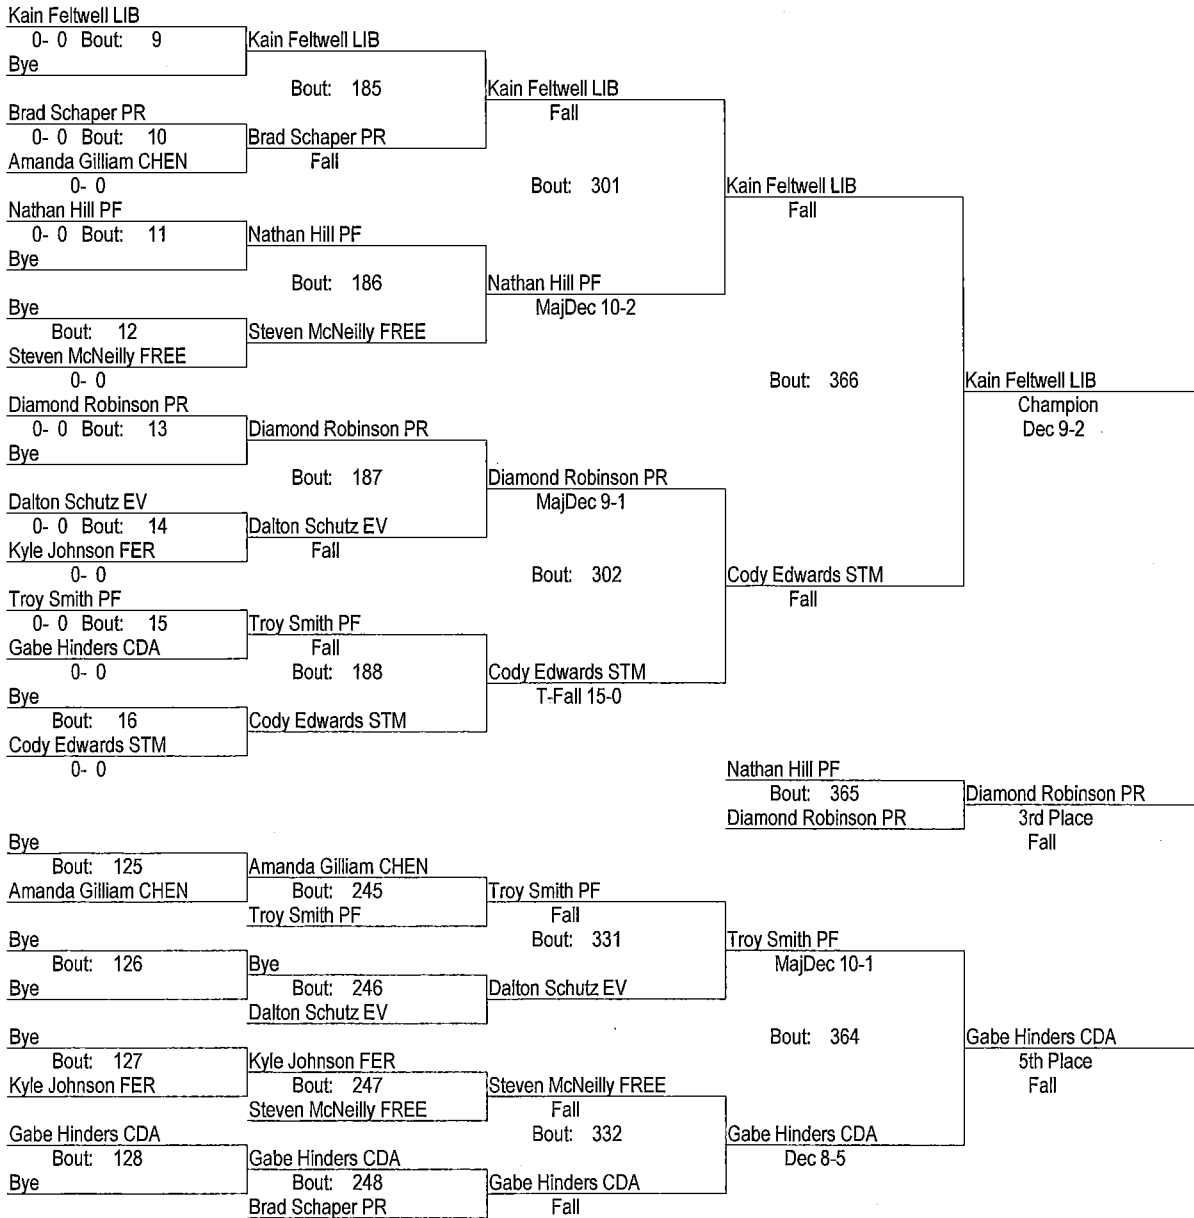 Kain Feltwell LIB
0- 0 Bout: 9
Bye
Kain Feltwell LIB
Bout: 185
Brad Schaper PR
0- 0 Bout: 10
Amanda Gilliam CHEN
0- 0
Brad Schaper PR
Fall
Kain Feltwell LIB
Fall
Bout: 301
Nathan Hill PF
0- 0 Bout: 11
Bye
Nathan Hill PF
Bout: 186
Bye
Bout: 12
Steven McNeilly FREE
0- 0
Steven McNeilly FREE
Nathan Hill PF
MajDec 10-2
Kain Feltwell LIB
Fall
Bout: 366
Diamond Robinson PR
0- 0 Bout: 13
Bye
Diamond Robinson PR
Bout: 187
Dalton Schutz EV
0- 0 Bout: 14
Kyle Johnson FER
0- 0
Dalton Schutz EV
Fall
Diamond Robinson PR
MajDec 9-1
Bout: 302
Troy Smith PF
0- 0 Bout: 15
Gabe Hinders CDA
0- 0
Troy Smith PF
Fall
Bout: 188
Bye
Bout: 16
Cody Edwards STM
0- 0
Cody Edwards STM
Cody Edwards STM
T-Fall 15-0
Cody Edwards STM
Fall
Kain Feltwell LIB
Champion
Dec 9-2
Nathan Hill PF
Bout: 365
Diamond Robinson PR
Diamond Robinson PR
3rd Place
Fall
Bye
Bout: 125
Amanda Gilliam CHEN
Amanda Gilliam CHEN
Bout: 245
Troy Smith PF
Troy Smith PF
Fall
Bout: 331
Bye
Bout: 126
Bye
Bye
Bout: 246
Dalton Schutz EV
Dalton Schutz EV
Troy Smith PF
MajDec 10-1
Bout: 364
Bye
Bout: 127
Kyle Johnson FER
Kyle Johnson FER
Bout: 247
Steven McNeilly FREE
Steven McNeilly FREE
Fall
Bout: 332
Gabe Hinders CDA
Bout: 128
Bye
Gabe Hinders CDA
Bout: 248
Brad Schaper PR
Gabe Hinders CDA
Fall
Gabe Hinders CDA
Dec 8-5
Gabe Hinders CDA
5th Place
Fall